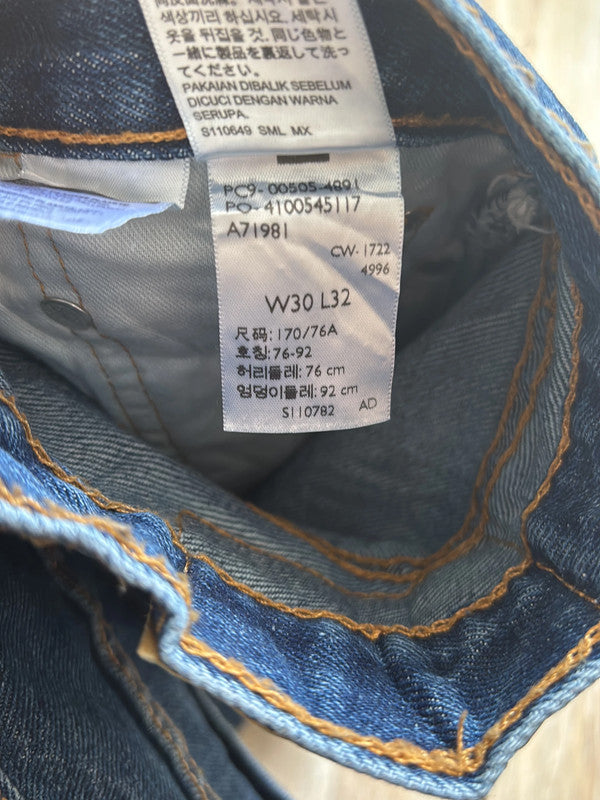 색상끼리 하십시오. 세탁시
옷을 뒤집을 것. 同じ色物と
一緒に製品を裏返して洗っ
てください。
PAKAIAN DIBALIK SEBELUM
DICUCI DENGAN WARNA
SERUPA.
S110649 SML MX
PC9-00505-4891
PO-4100545117
A71981
CW-1722
4996
W30 L32
尺码:170/76A
호칭:76-92
허리둘레:76 cm
엉덩이둘레:92 cm
S110782 AD